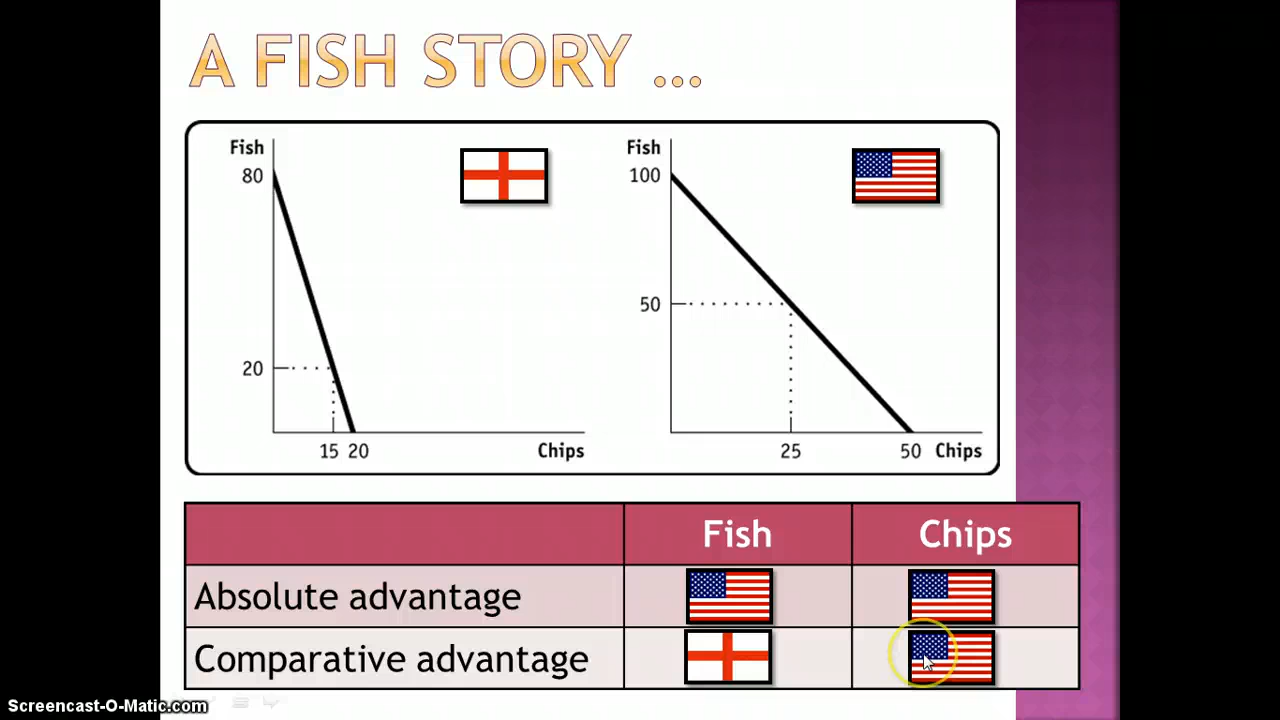 A FISH STORY ...
Fish
80
20
15 20
Chips
Fish
100
50
25
50
Chips
Fish
Chips
Absolute advantage
Comparative advantage
Screencast-O-Matic.com